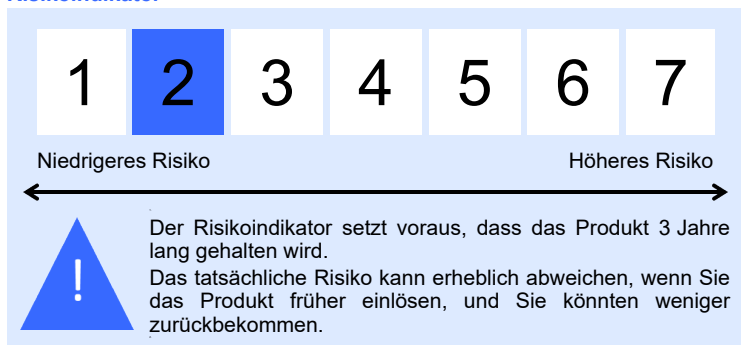 1 2 3 4 5 6 7
Niedrigeres Risiko Höheres Risiko
!
Der Risikoindikator setzt voraus, dass das Produkt 3 Jahre
lang gehalten wird.
Das tatsächliche Risiko kann erheblich abweichen, wenn Sie
das Produkt früher einlösen, und Sie könnten weniger
zurückbekommen.